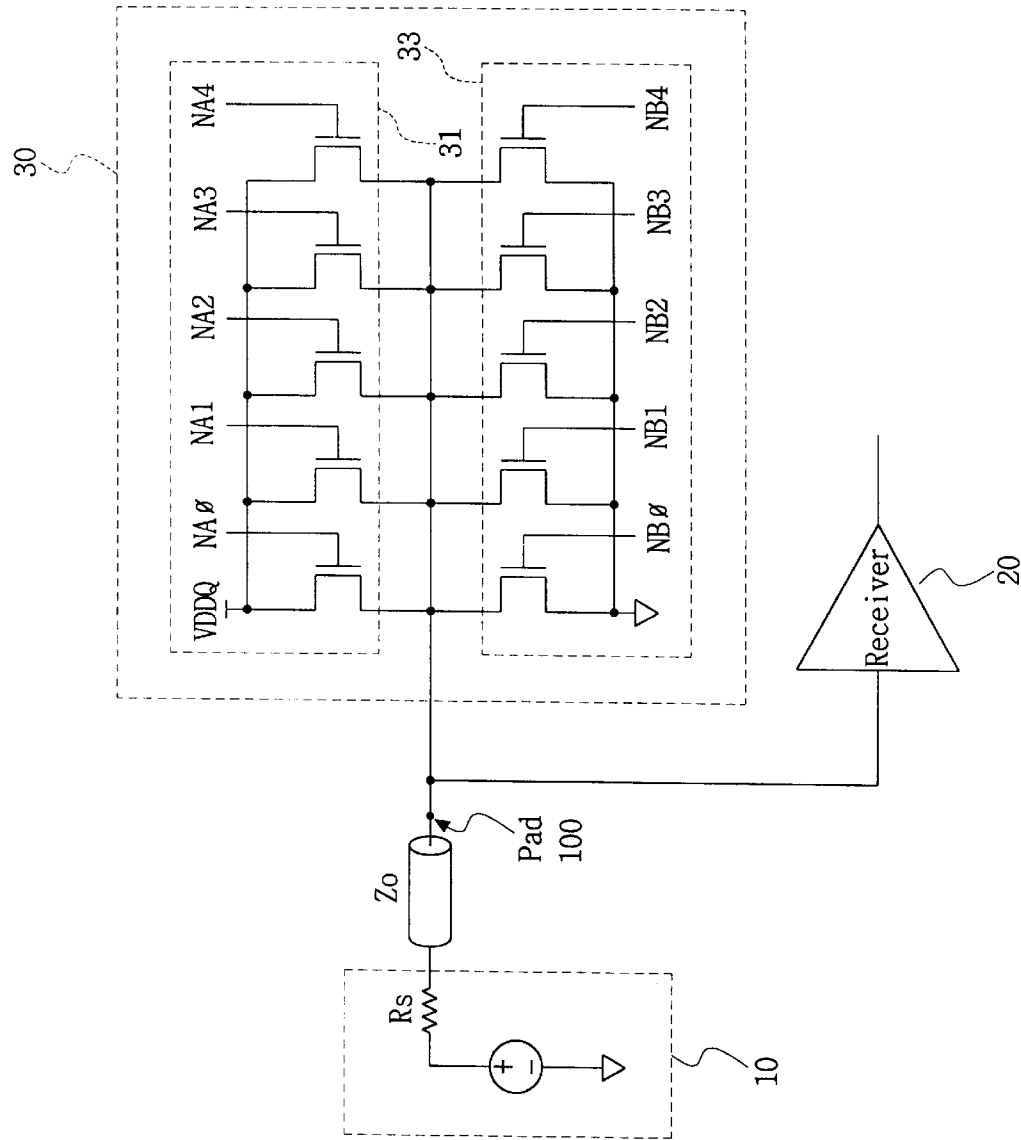 30
33
31
NA4
NA3
NA2
NA1
NAØ
VDDQ
NB4
NB3
NB2
NB1
NBØ
Receiver
20
Pad
100
Zo
Rs
+
−
10